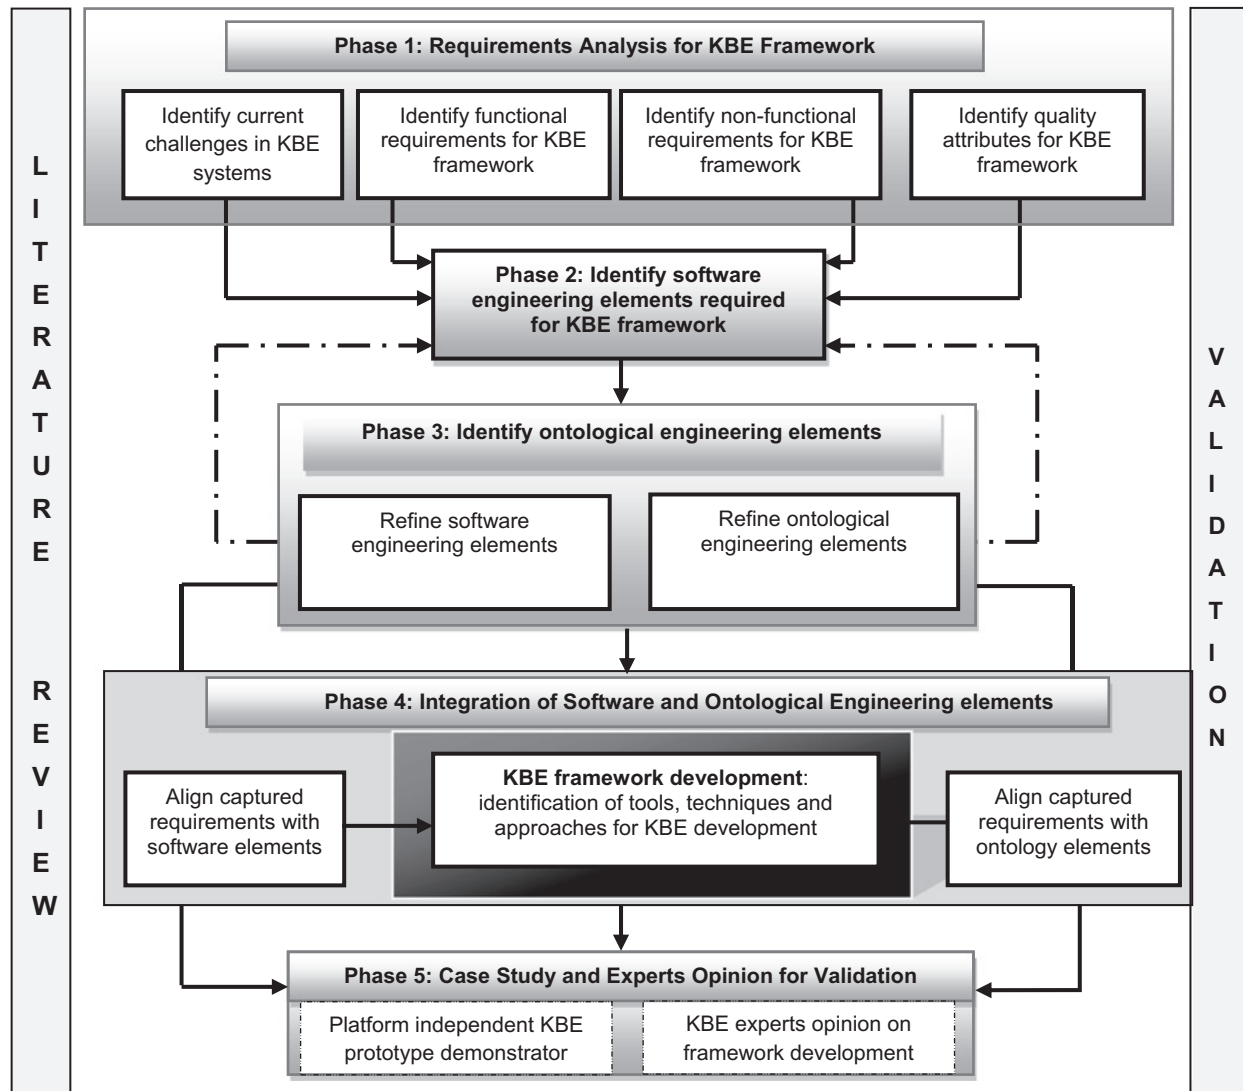 LITERATURE REVIEW
Phase 1: Requirements Analysis for KBE Framework
Identify current
challenges in KBE
systems
Identify functional
requirements for KBE
framework
Identify non-functional
requirements for KBE
framework
Identify quality
attributes for KBE
framework
Phase 2: Identify software
engineering elements required
for KBE framework
Phase 3: Identify ontological engineering elements
Refine software
engineering elements
Refine ontological
engineering elements
Phase 4: Integration of Software and Ontological Engineering elements
Align captured
requirements with
software elements
KBE framework development:
identification of tools, techniques and
approaches for KBE development
Align captured
requirements with
ontology elements
Phase 5: Case Study and Experts Opinion for Validation
Platform independent KBE
prototype demonstrator
KBE experts opinion on
framework development
VALIDATION